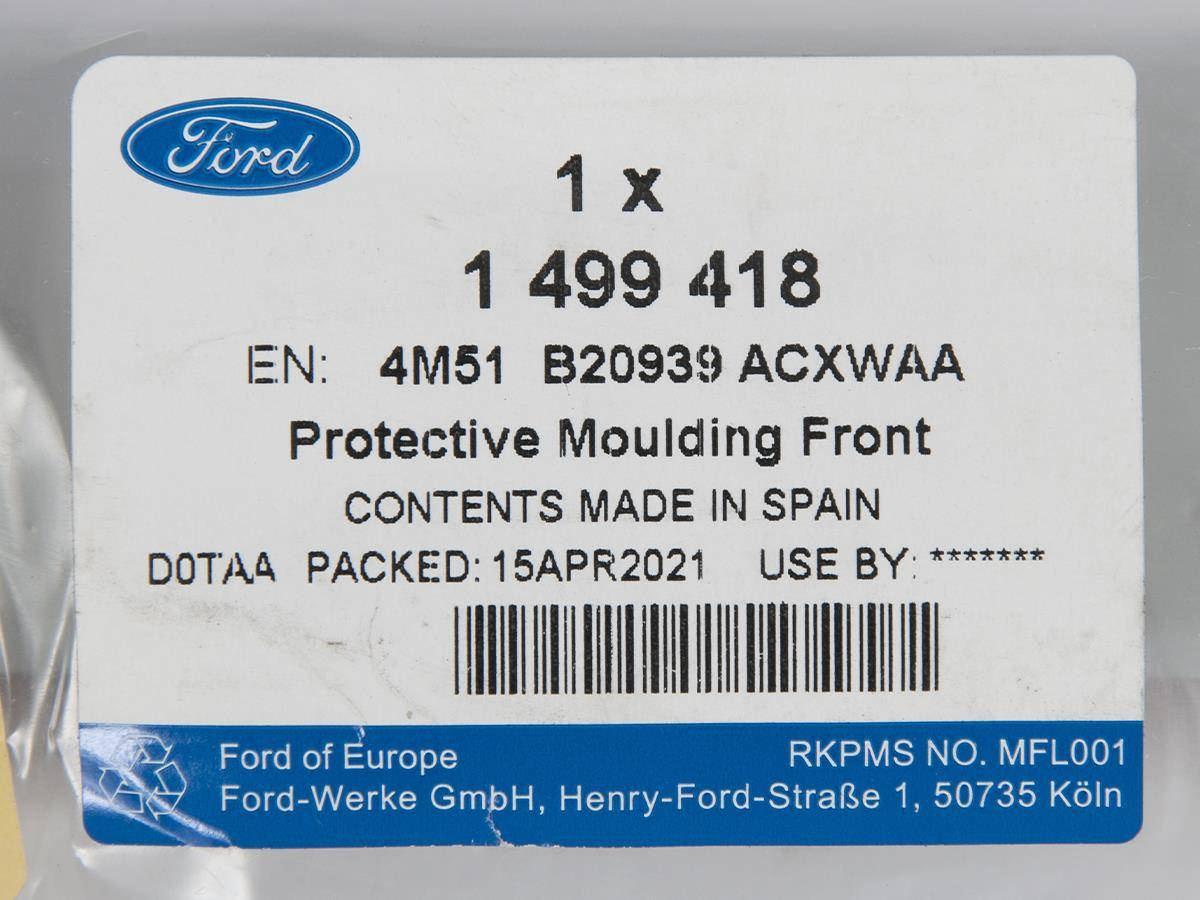 Ford
1 x
1 499 418
EN: 4M51 B20939 ACXWAA
Protective Moulding Front
CONTENTS MADE IN SPAIN
D0TAA PACKED: 15APR2021 USE BY: *******
Ford of Europe RKPMS NO. MFL001
Ford-Werke GmbH, Henry-Ford-Straße 1, 50735 Köln